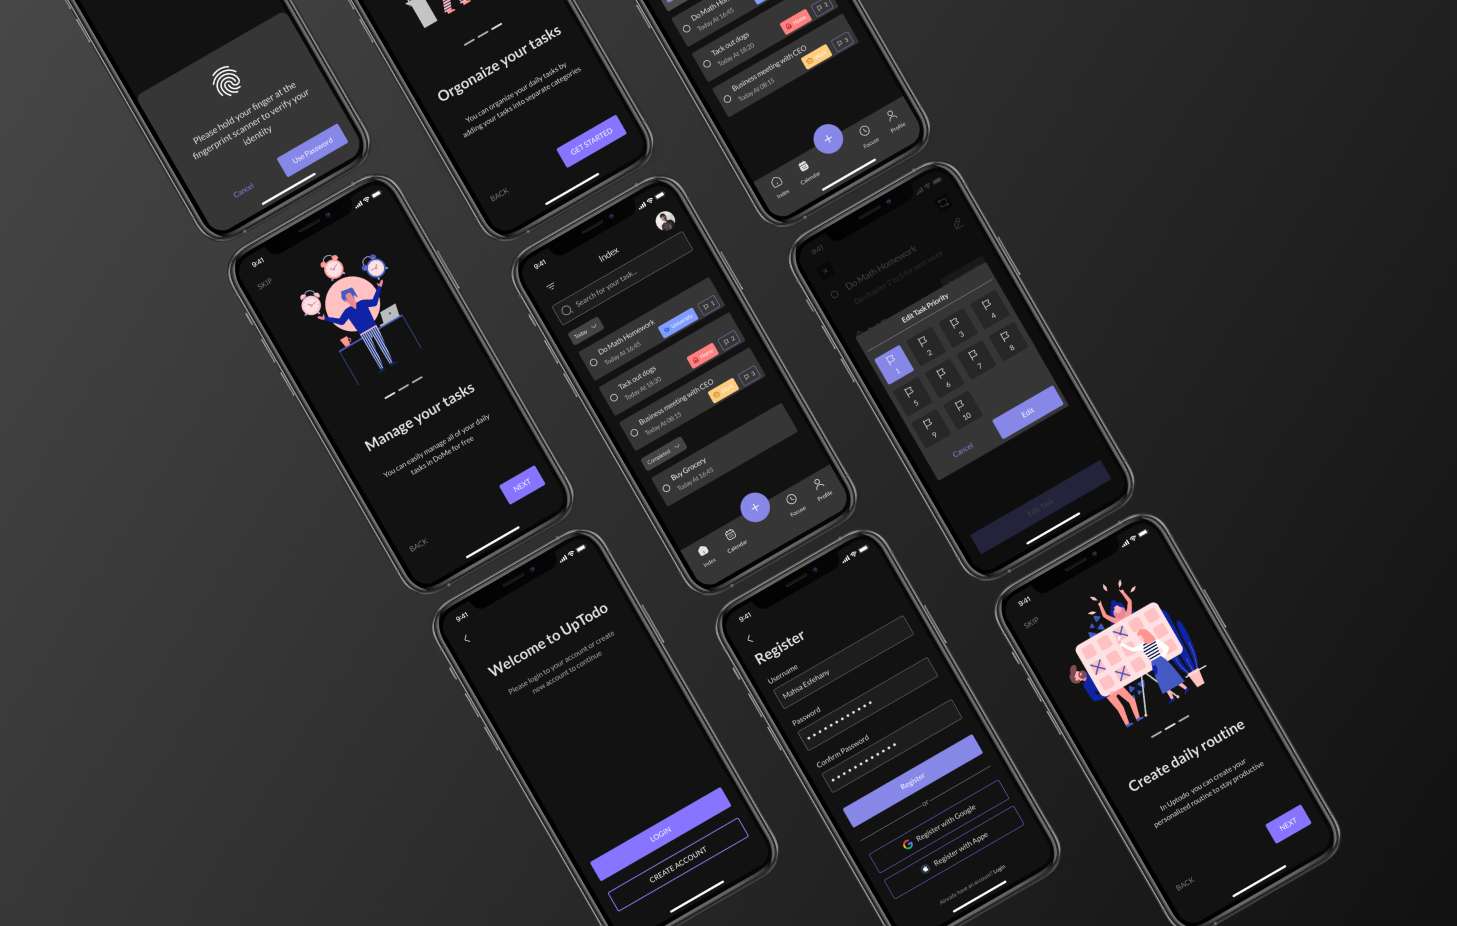 Please hold your finger at the
fingerprint scanner to verify your
identity
Cancel
Use Password
Orgonaize your tasks
You can organize your daily tasks by
adding your tasks into separate categories
BACK
GET STARTED
Today At 16:45
Tack out dogs
Today At 18:20
Home
2
Business meeting with CEO
Today At 08:15
3
Index
Calendar
+
Focuse
Profile
9:41
SKIP
Manage your tasks
You can easily manage all of your daily
tasks in DoMe for free
BACK
NEXT
9:41
Index
Search for your task...
Today
Do Math Homework
Today At 16:45
University
1
Tack out dogs
Today At 18:20
Home
2
Business meeting with CEO
Today At 08:15
3
Completed
Buy Grocery
Today At 16:45
Index
Calendar
+
Focuse
Profile
9:41
Do Math Homework
Edit Task Priority
1
2
3
4
5
6
7
8
9
10
Cancel
Edit
Edit Task
9:41
Welcome to UpTodo
Please login to your account or create
new account to continue
LOGIN
CREATE ACCOUNT
9:41
Register
Username
Mahsa Esfehany
Password
Confirm Password
Register
or
Register with Google
Register with Appe
Already have an account? Login
9:41
SKIP
Create daily routine
In Uptodo you can create your
personalized routine to stay productive
BACK
NEXT